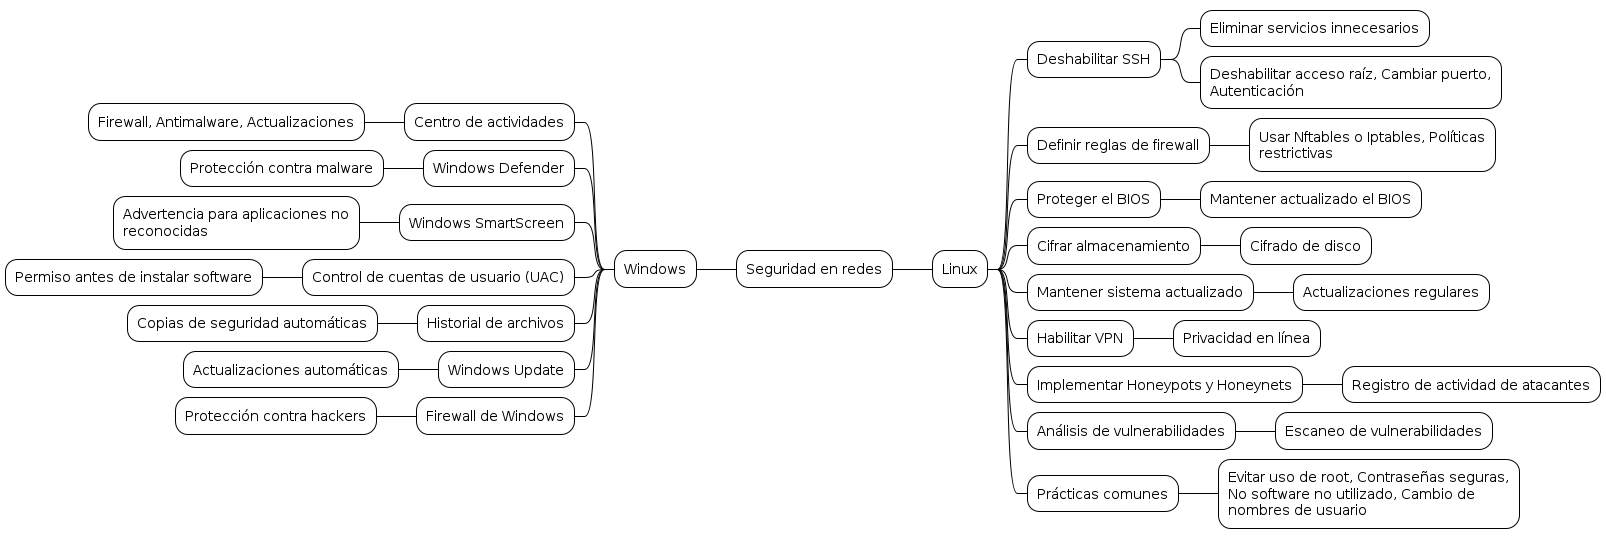 Seguridad en redes
Windows
Centro de actividades
Firewall, Antimalware, Actualizaciones
Windows Defender
Protección contra malware
Windows SmartScreen
Advertencia para aplicaciones no
reconocidas
Control de cuentas de usuario (UAC)
Permiso antes de instalar software
Historial de archivos
Copias de seguridad automáticas
Windows Update
Actualizaciones automáticas
Firewall de Windows
Protección contra hackers
Linux
Deshabilitar SSH
Eliminar servicios innecesarios
Deshabilitar acceso raíz, Cambiar puerto,
Autenticación
Definir reglas de firewall
Usar Nftables o Iptables, Políticas
restrictivas
Proteger el BIOS
Mantener actualizado el BIOS
Cifrar almacenamiento
Cifrado de disco
Mantener sistema actualizado
Actualizaciones regulares
Habilitar VPN
Privacidad en línea
Implementar Honeypots y Honeynets
Registro de actividad de atacantes
Análisis de vulnerabilidades
Escaneo de vulnerabilidades
Prácticas comunes
Evitar uso de root, Contraseñas seguras,
No software no utilizado, Cambio de
nombres de usuario